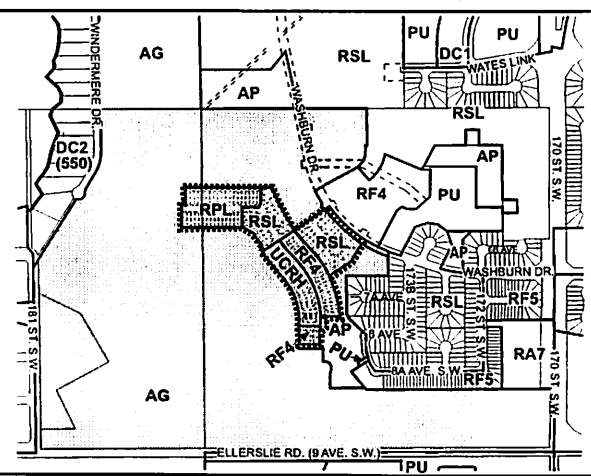 AG
RSL
PU
DC1
PU
WATES LINK
WINDERMERE DR.
AP
WASHBURN DR.
RSL
DC2
(550)
AP
170 ST. S.W.
RF4
PU
RPL
RSL
RSL
AP
WASHBURN DR.
UCRH
RF4
7A AVE.
173B ST. S.W.
RSL
172 ST. S.W.
RF5
181 ST. S.W.
AP
8 AVE.
RF4
PU
RA7
8A AVE. S.W.
RF5
170 ST. S.W.
AG
ELLERSLIE RD. (9 AVE. S.W.)
PU